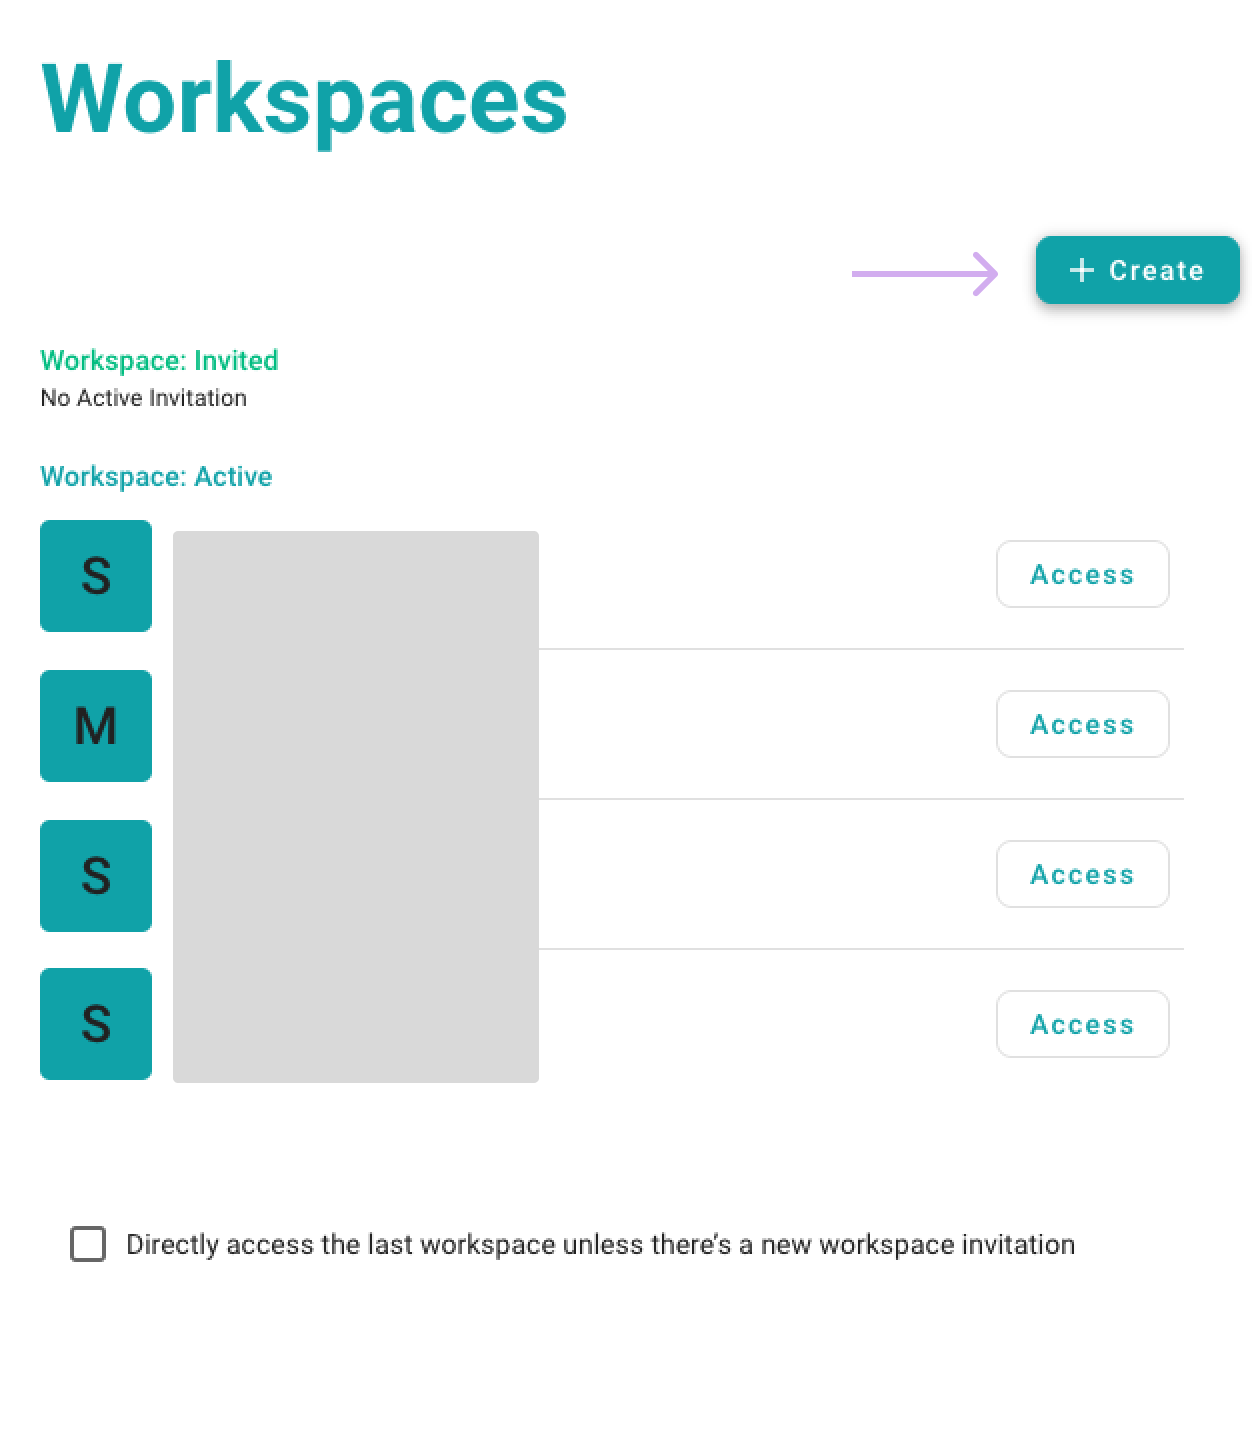 Workspaces
+ Create
Workspace: Invited
No Active Invitation
Workspace: Active
S
Access
M
Access
S
Access
S
Access
Directly access the last workspace unless there's a new workspace invitation